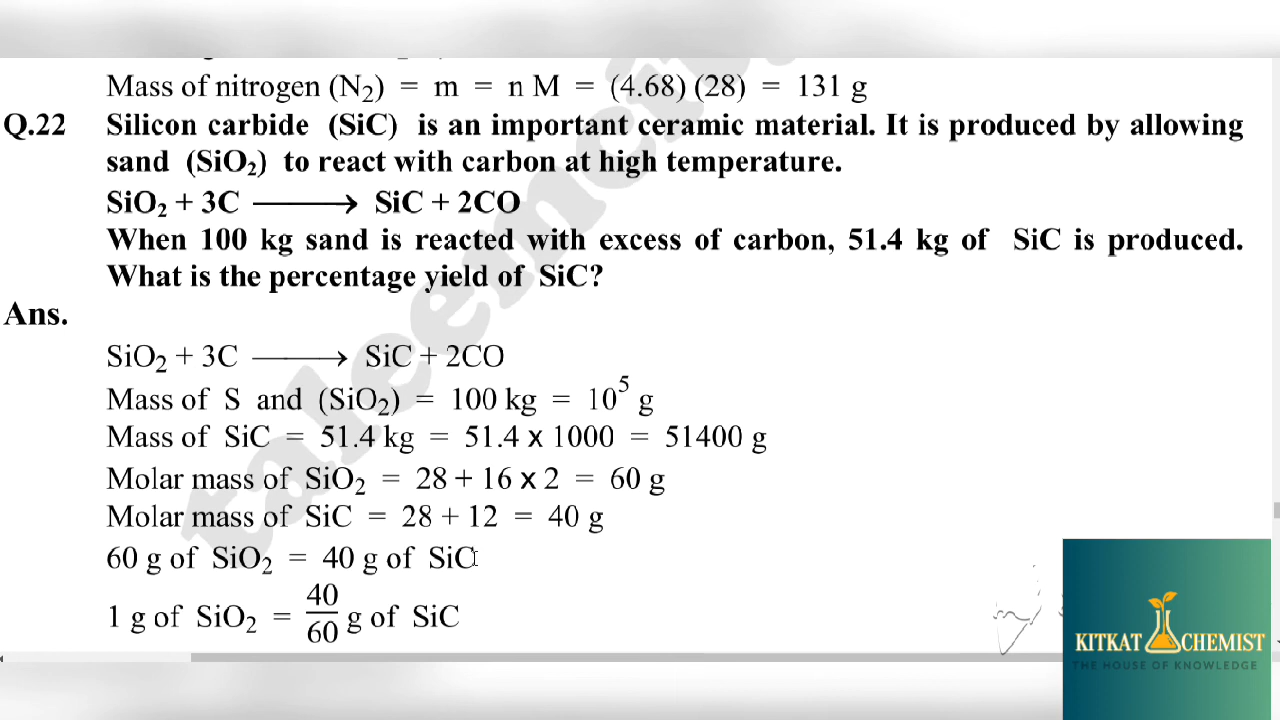 Mass of nitrogen (N₂) = m = n M = (4.68) (28) = 131 g
Q.22 Silicon carbide (SiC) is an important ceramic material. It is produced by allowing
sand (SiO₂) to react with carbon at high temperature.
SiO₂ + 3C ⟶ SiC + 2CO
When 100 kg sand is reacted with excess of carbon, 51.4 kg of SiC is produced.
What is the percentage yield of SiC?
Ans.
SiO₂ + 3C ⟶ SiC + 2CO
Mass of S and (SiO₂) = 100 kg = 10⁵ g
Mass of SiC = 51.4 kg = 51.4 x 1000 = 51400 g
Molar mass of SiO₂ = 28 + 16 x 2 = 60 g
Molar mass of SiC = 28 + 12 = 40 g
60 g of SiO₂ = 40 g of SiC
1 g of SiO₂ = 40/60 g of SiC
KITKAT CHEMIST
THE HOUSE OF KNOWLEDGE